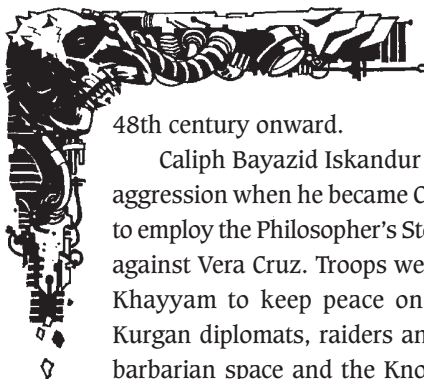 48th century onward.
Caliph Bayazid Iskandur
aggression when he became C
to employ the Philosopher's Sto
against Vera Cruz. Troops we
Khayyam to keep peace on
Kurgan diplomats, raiders an
barbarian space and the Kno